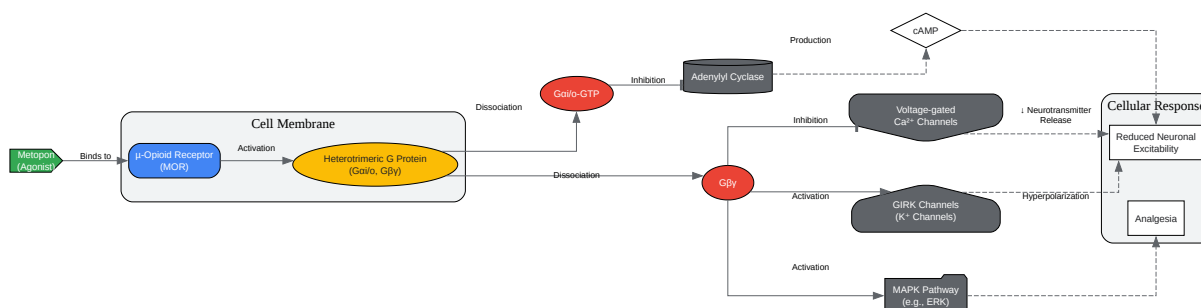 Metopon
(Agonist)
Binds to
Cell Membrane
μ-Opioid Receptor
(MOR)
Activation
Heterotrimeric G Protein
(Gαi/o, Gβγ)
Dissociation
Gαi/o-GTP
Inhibition
Adenylyl Cyclase
Production
cAMP
Dissociation
Gβγ
Inhibition
Voltage-gated
Ca²⁺ Channels
↓ Neurotransmitter
Release
Activation
GIRK Channels
(K⁺ Channels)
Hyperpolarization
Activation
MAPK Pathway
(e.g., ERK)
Cellular Response
Reduced Neuronal
Excitability
Analgesia